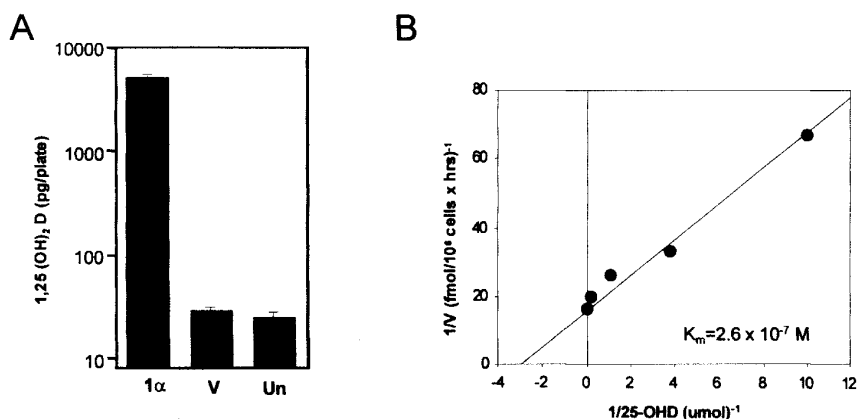 A
10000
1000
100
10
1,25 (OH)₂ D (pg/plate)
1α V Un
B
80
60
40
20
0
1/V (fmol/10⁶ cells x hrs)⁻¹
Kₘ=2.6 x 10⁻⁷ M
-4 -2 0 2 4 6 8 10 12
1/25-OHD (umol)⁻¹